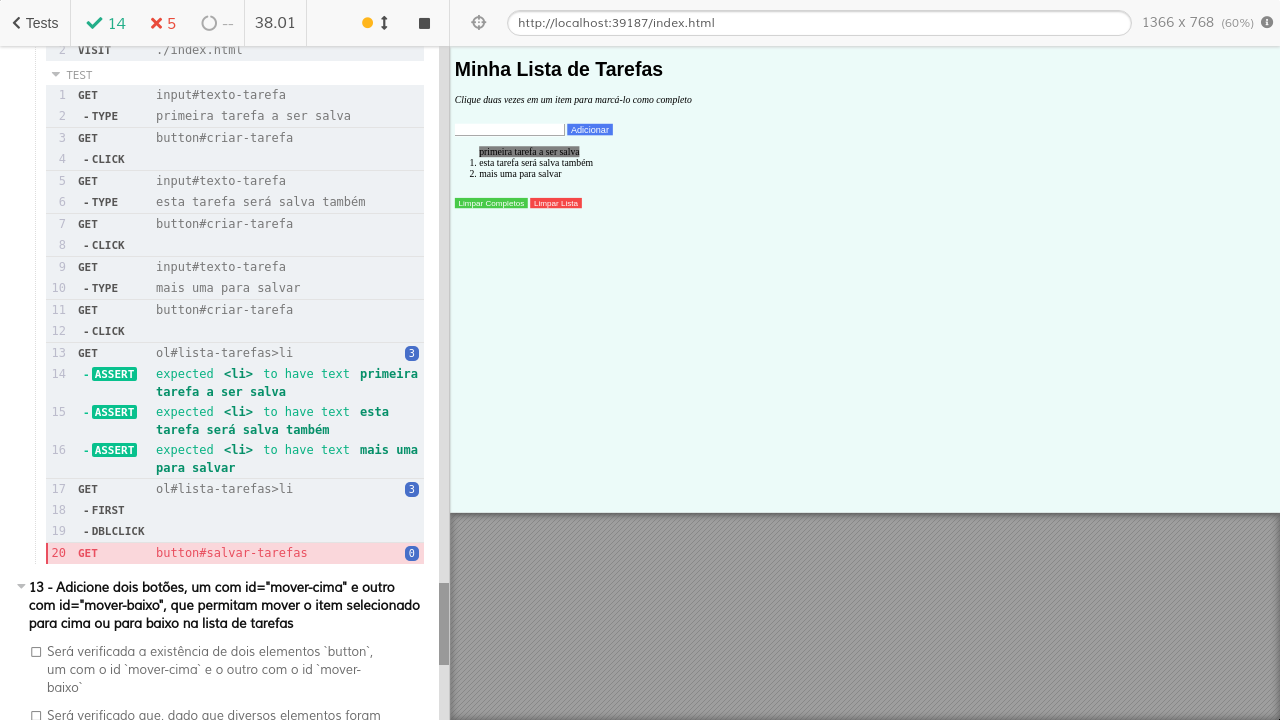 Tests
14
5
--
38.01
http://localhost:39187/index.html
1366 x 768 (60%)
2 VISIT ./index.html
TEST
1 GET input#texto-tarefa
2 -TYPE primeira tarefa a ser salva
3 GET button#criar-tarefa
4 -CLICK
5 GET input#texto-tarefa
6 -TYPE esta tarefa será salva também
7 GET button#criar-tarefa
8 -CLICK
9 GET input#texto-tarefa
10 -TYPE mais uma para salvar
11 GET button#criar-tarefa
12 -CLICK
13 GET ol#lista-tarefas>li 3
14 -ASSERT expected <li> to have text primeira
tarefa a ser salva
15 -ASSERT expected <li> to have text esta
tarefa será salva também
16 -ASSERT expected <li> to have text mais uma
para salvar
17 GET ol#lista-tarefas>li 3
18 -FIRST
19 -DBLCLICK
20 GET button#salvar-tarefas 0
13 - Adicione dois botões, um com id="mover-cima" e outro
com id="mover-baixo", que permitam mover o item selecionado
para cima ou para baixo na lista de tarefas
Será verificada a existência de dois elementos `button`,
um com o id `mover-cima` e o outro com o id `mover-
baixo`
Será verificado que, dado que diversos elementos foram
Minha Lista de Tarefas
Clique duas vezes em um item para marcá-lo como completo
Adicionar
primeira tarefa a ser salva
1. esta tarefa será salva também
2. mais uma para salvar
Limpar Completos Limpar Lista